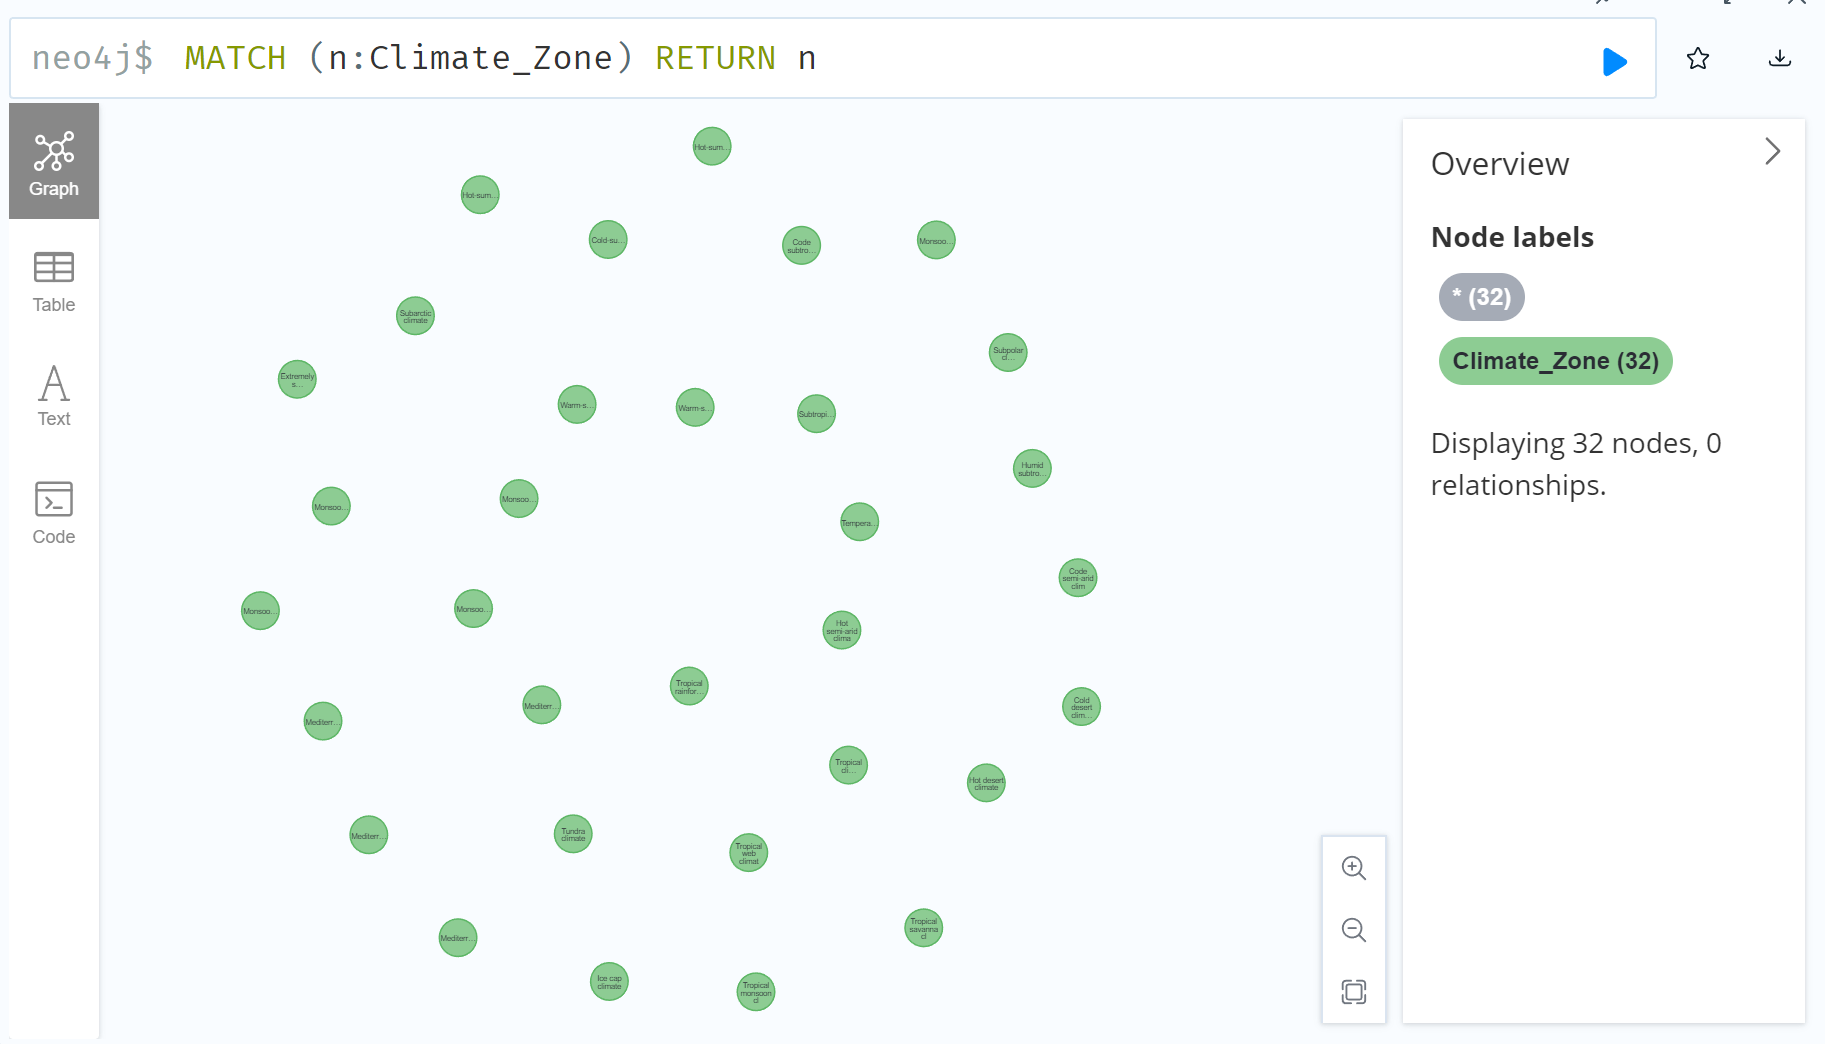 neo4j$ MATCH (n:Climate_Zone) RETURN n
Graph
Table
Text
Code
Hot-sum...
Hot-sum...
Cold-su...
Code
subtro...
Monsoo...
Subarctic
climate
Subpolar
cl...
Extremely
s...
Warm-s...
Warm-s...
Subtropi...
Humid
subtro...
Monsoo...
Monsoo...
Tempera...
Code
semi-arid
clim
Monsoo...
Monsoo...
Hot
semi-arid
clima
Tropical
rainfor...
Mediterr...
Mediterr...
Cold
desert
clim...
Tropical
cli...
Hot desert
climate
Mediterr...
Tundra
climate
Tropical
web
climat
Mediterr...
Tropical
savanna
cl
Ice cap
climate
Tropical
monsoon
cl
Overview
Node labels
* (32)
Climate_Zone (32)
Displaying 32 nodes, 0
relationships.